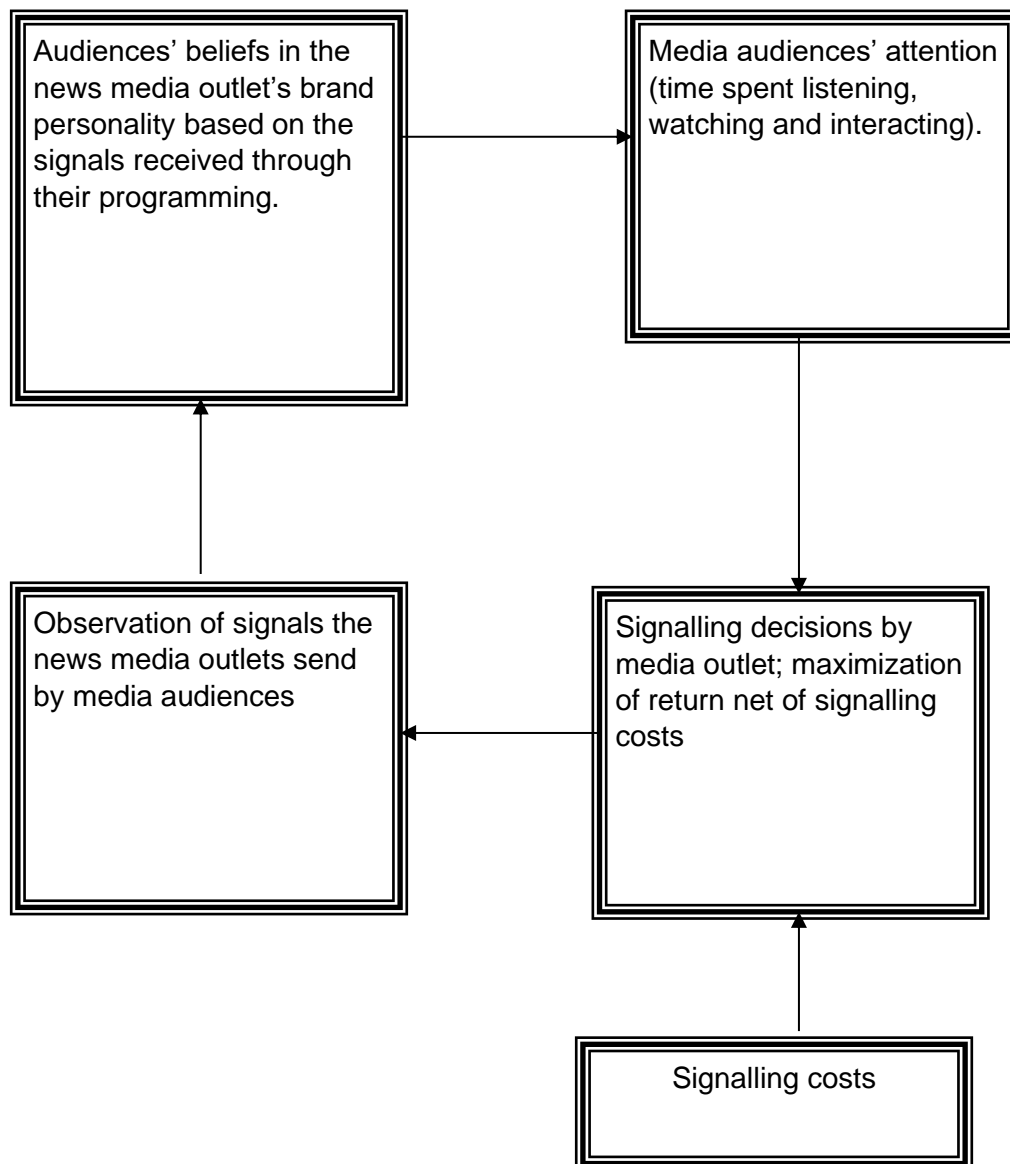 Audiences’ beliefs in the
news media outlet’s brand
personality based on the
signals received through
their programming.
Media audiences’ attention
(time spent listening,
watching and interacting).
Observation of signals the
news media outlets send
by media audiences
Signalling decisions by
media outlet; maximization
of return net of signalling
costs
Signalling costs